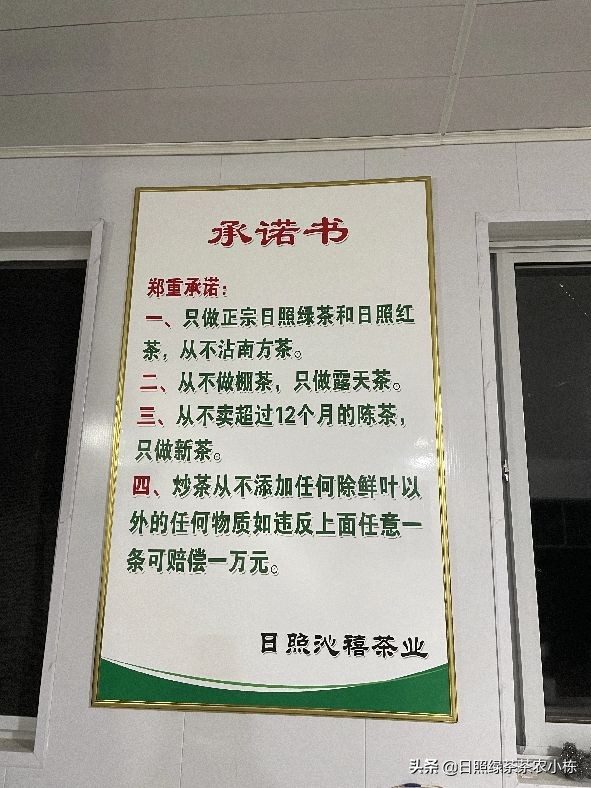 承诺书
郑重承诺：
一、只做正宗日照绿茶和日照红
茶，从不沾南方茶。
二、从不做棚茶，只做露天茶。
三、从不卖超过12个月的陈茶，
只做新茶。
四、炒茶从不添加任何除鲜叶以
外的任何物质如违反上面任意一
条可赔偿一万元。
日照沁禧茶业
头条 @日照绿茶茶农小栋